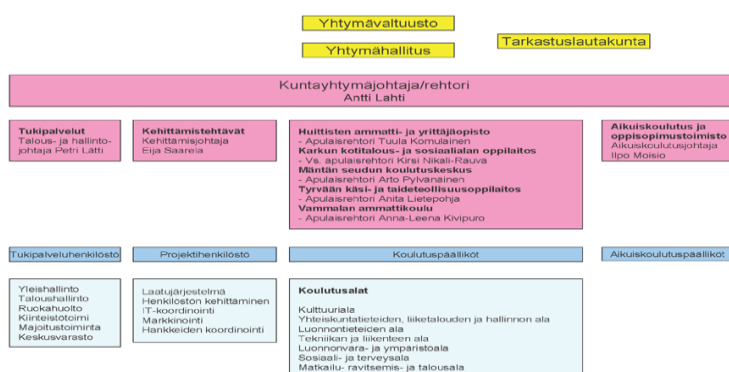 Yhtymävaltuusto
Yhtymähallitus
Tarkastuslautakunta
Kuntayhtymäjohtaja/rehtori
Antti Lahti
Tukipalvelut
Talous- ja hallinto-
johtaja Petri Lätti
Kehittämistehtävät
Kehittämisjohtaja
Eija Saarela
Huittisten ammatti- ja yrittäjäopisto
- Apulaisrehtori Tuula Komulainen
Karkun kotitalous- ja sosiaalialan oppilaitos
- Vs. apulaisrehtori Kirsi Nikali-Rauva
Mäntän seudun koulutuskeskus
- Apulaisrehtori Arto Pylvänäinen
Tyrvään käsi- ja taideteollisuusoppilaitos
- Apulaisrehtori Anita Lietepohja
Vammalan ammattikoulu
- Apulaisrehtori Anna-Leena Kivipuro
Aikuiskoulutus ja
oppisopimustoimisto
Aikuiskoulutusjohtaja
Ilpo Moisio
Tukipalveluhenkilöstö
Projektihenkilöstö
Koulutuspäälliköt
Aikuiskoulutuspäälliköt
Yleishallinto
Taloushallinto
Ruokahuolto
Kiinteistötoimi
Majoitustoiminta
Keskusvarasto
Laatujärjestelmä
Henkilöstön kehittäminen
IT-koordinointi
Markkinointi
Hankkeiden koordinointi
Koulutusalat
Kulttuuriala
Yhteiskuntatieteiden, liiketalouden ja hallinnon ala
Luonnontieteiden ala
Tekniikan ja liikenteen ala
Luonnonvara- ja ympäristöala
Sosiaali- ja terveysala
Matkailu- ravitsemis- ja talousala